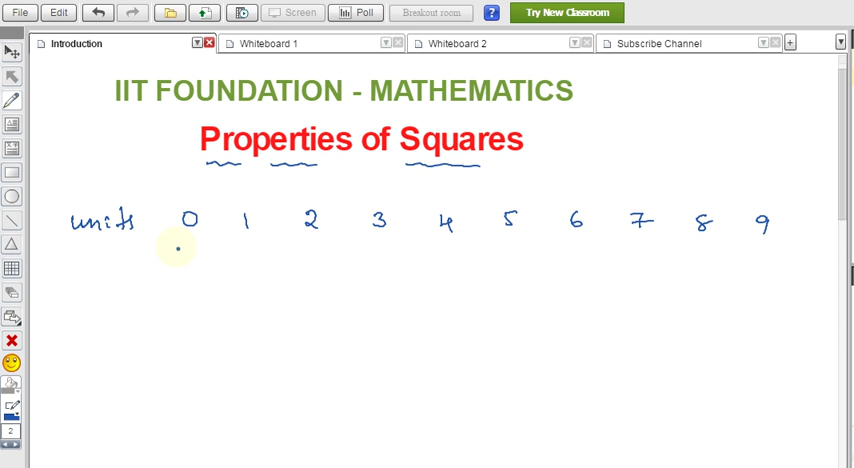 File Edit Screen Poll Breakout room ? Try New Classroom
Introduction Whiteboard 1 Whiteboard 2 Subscribe Channel
IIT FOUNDATION - MATHEMATICS
Properties of Squares
units 0 1 2 3 4 5 6 7 8 9
2